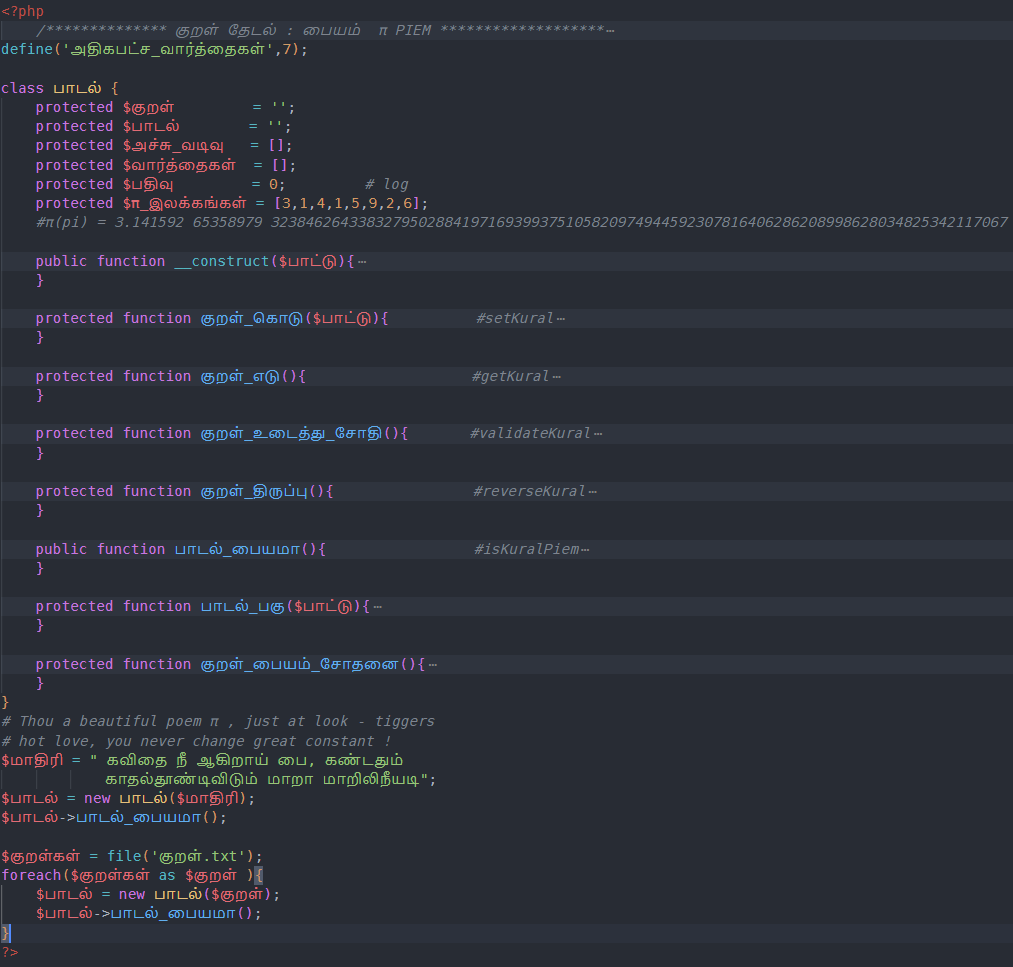 <?php
/************** குறள் தேடல் : பையம் π PIEM *******************⋯
define('அதிகபட்ச_வார்த்தைகள்',7);
class பாடல் {
protected $குறள் = '';
protected $பாடல் = '';
protected $அச்சு_வடிவு = [];
protected $வார்த்தைகள் = [];
protected $பதிவு = 0; # log
protected $π_இலக்கங்கள் = [3,1,4,1,5,9,2,6];
#π(pi) = 3.141592 65358979 323846264338327950288419716939937510582097494459230781640628620899862803482534211706​7
public function __construct($பாட்டு){⋯
}
protected function குறள்_கொடு($பாட்டு){ #setKural⋯
}
protected function குறள்_எடு(){ #getKural⋯
}
protected function குறள்_உடைத்து_சோதி(){ #validateKural⋯
}
protected function குறள்_திருப்பு(){ #reverseKural⋯
}
public function பாடல்_பையமா(){ #isKuralPiem⋯
}
protected function பாடல்_பகு($பாட்டு){⋯
}
protected function குறள்_பையம்_சோதனை(){⋯
}
}
# Thou a beautiful poem π , just at look - tiggers
# hot love, you never change great constant !
$மாதிரி = " கவிதை நீ ஆகிறாய் பை, கண்டதும்
காதல்தூண்டிவிடும் மாறா மாறிலிநீயடி";
$பாடல் = new பாடல்($மாதிரி);
$பாடல்->பாடல்_பையமா();
$குறள்கள் = file('குறள்.txt');
foreach($குறள்கள் as $குறள் ){
$பாடல் = new பாடல்($குறள்);
$பாடல்->பாடல்_பையமா();
}
?>